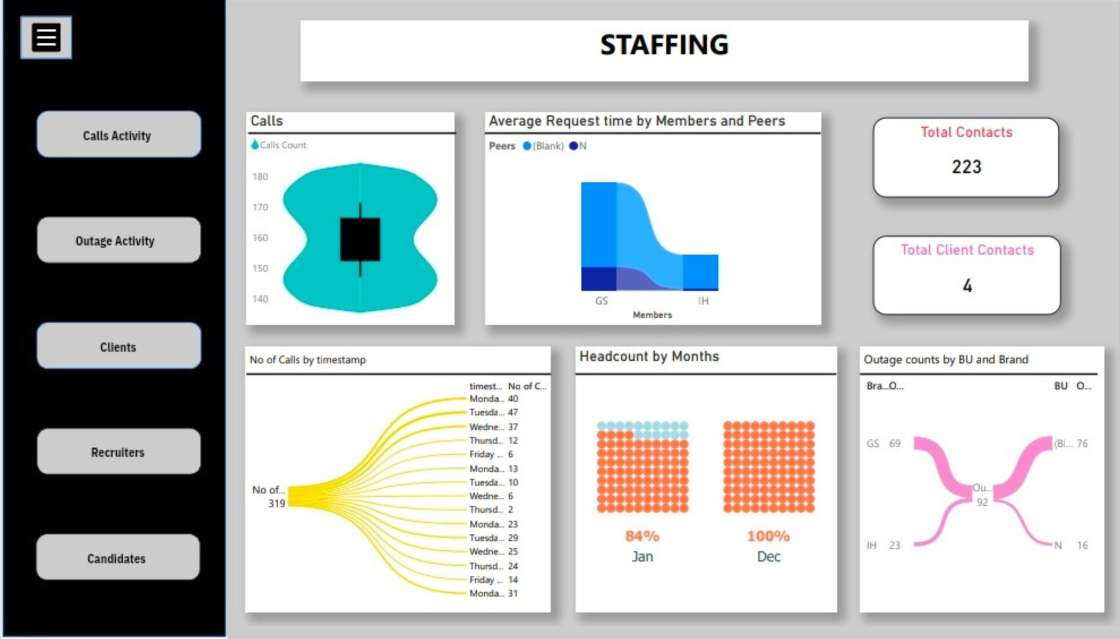 STAFFING
Calls Activity
Outage Activity
Clients
Recruiters
Candidates
Calls
Calls Count
180
170
160
150
140
Average Request time by Members and Peers
Peers (Blank) N
GS IH
Members
Total Contacts
223
Total Client Contacts
4
No of Calls by timestamp
timest... No of C...
Monda... 40
Tuesda... 47
Wedne... 37
Thursd... 12
Friday ... 6
Monda... 13
Tuesda... 10
Wedne... 6
Thursd... 2
Monda... 23
Tuesda... 29
Wedne... 25
Thursd... 24
Friday ... 14
Monda... 31
No of...
319
Headcount by Months
84% 100%
Jan Dec
Outage counts by BU and Brand
Bra...O... BU O...
GS 69 (Bl... 76
Ou...
92
IH 23 N 16